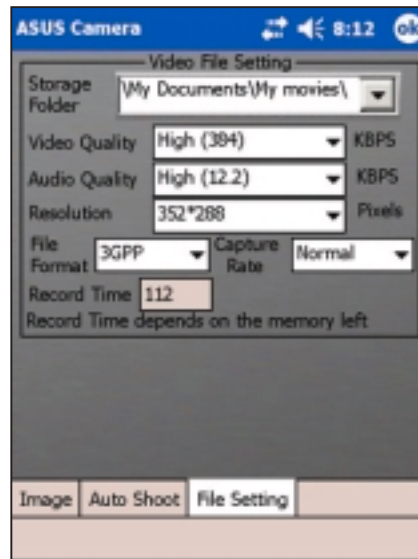 ASUS Camera 8:12 ok
Video File Setting
Storage Folder \My Documents\My movies\
Video Quality High (384) KBPS
Audio Quality High (12.2) KBPS
Resolution 352*288 Pixels
File Format 3GPP Capture Rate Normal
Record Time 112
Record Time depends on the memory left
Image Auto Shoot File Setting